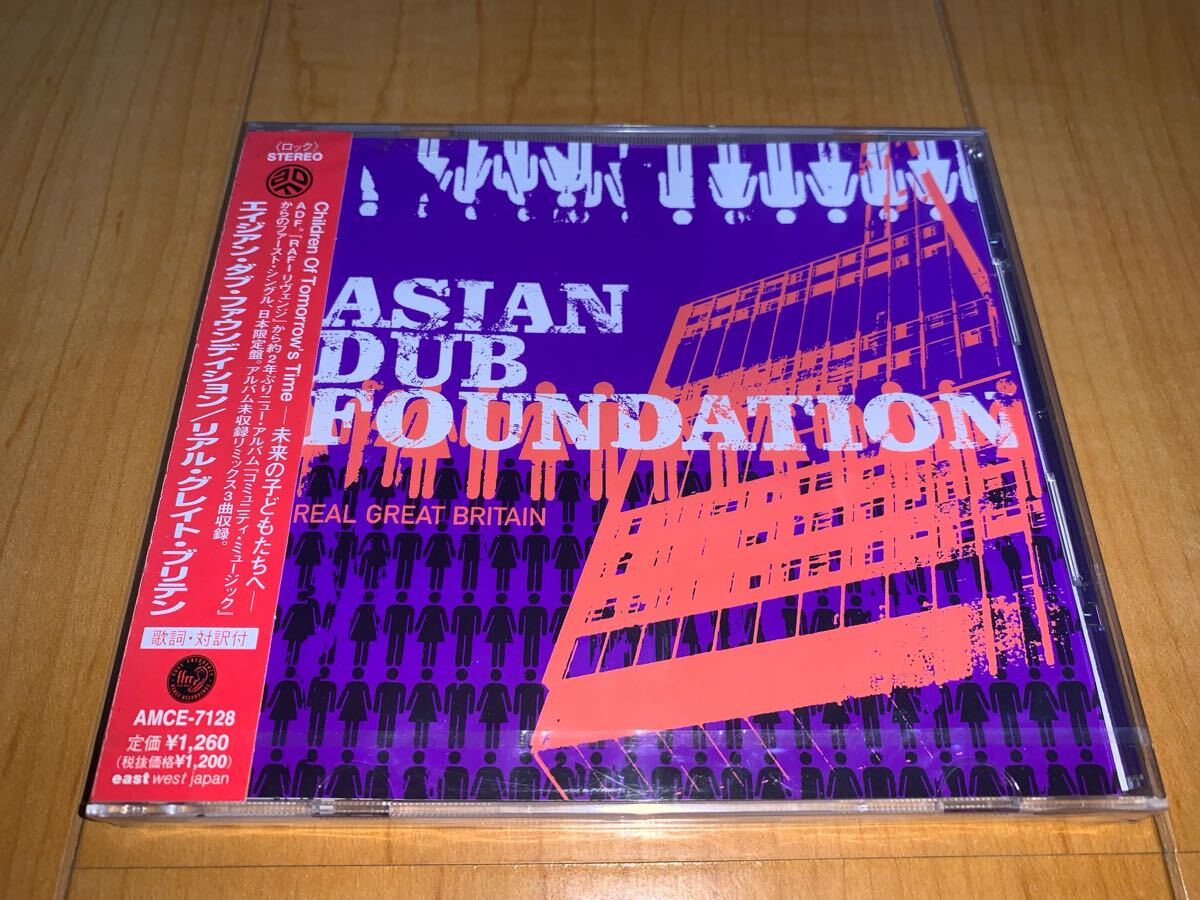 〈ロック〉
STEREO
Children Of Tomorrow's Time ― 未来の子どもたちへ ―
ADF。『RAFIリヴェンジ』から約2年ぶりニュー・アルバム『コミュニティ・ミュージック』
からのファースト・シングル、日本限定盤。アルバム未収録リミックス3曲収録。
エイジアン・ダブ・ファウンデイション/リアル・グレイト・ブリテン
歌詞・対訳付
ffrr
AMCE-7128
定価¥1,260
(税抜価格¥1,200)
east west japan
ASIAN
DUB
FOUNDATION
REAL GREAT BRITAIN